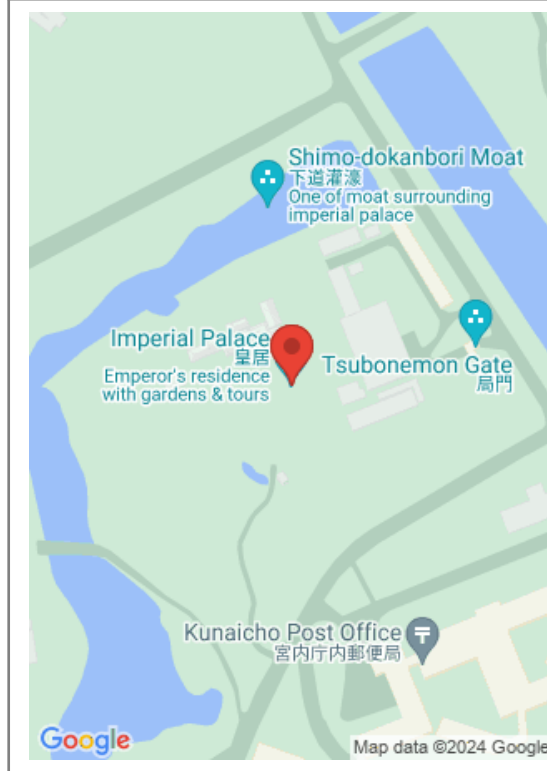 Shimo-dokanbori Moat
下道灌濠
One of moat surrounding
imperial palace
Imperial Palace
皇居
Emperor's residence
with gardens & tours
Tsubonemon Gate
局門
Kunaicho Post Office
宮内庁内郵便局
Google
Map data ©2024 Google